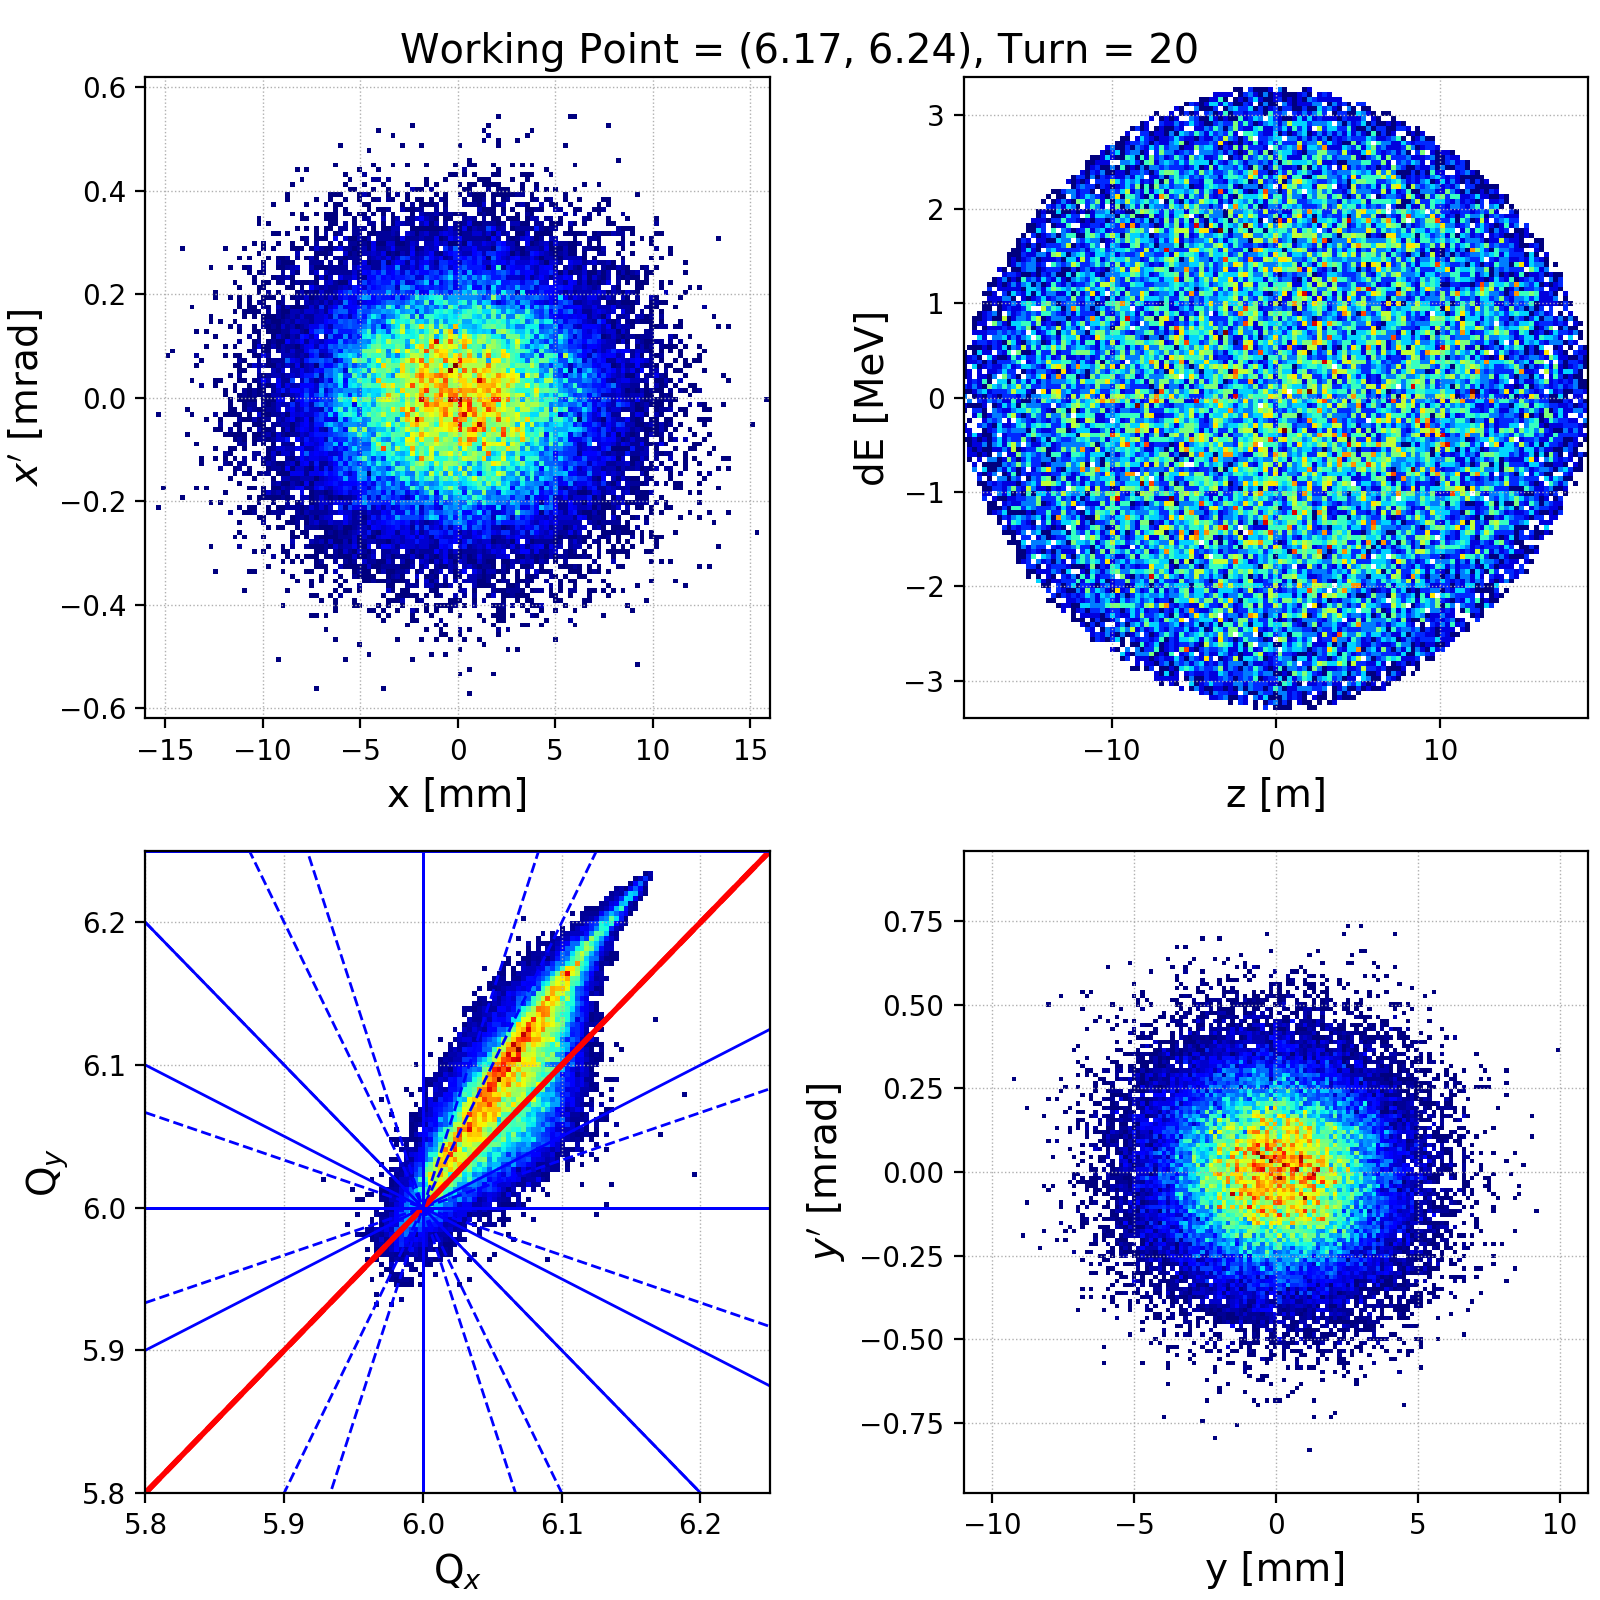 Working Point = (6.17, 6.24), Turn = 20
0.6
0.4
0.2
0.0
−0.2
−0.4
−0.6
x′ [mrad]
−15 −10 −5 0 5 10 15
x [mm]
3
2
1
0
−1
−2
−3
dE [MeV]
−10 0 10
z [m]
6.2
6.1
6.0
5.9
5.8
Qy
5.8 5.9 6.0 6.1 6.2
Qx
0.75
0.50
0.25
0.00
−0.25
−0.50
−0.75
y′ [mrad]
−10 −5 0 5 10
y [mm]